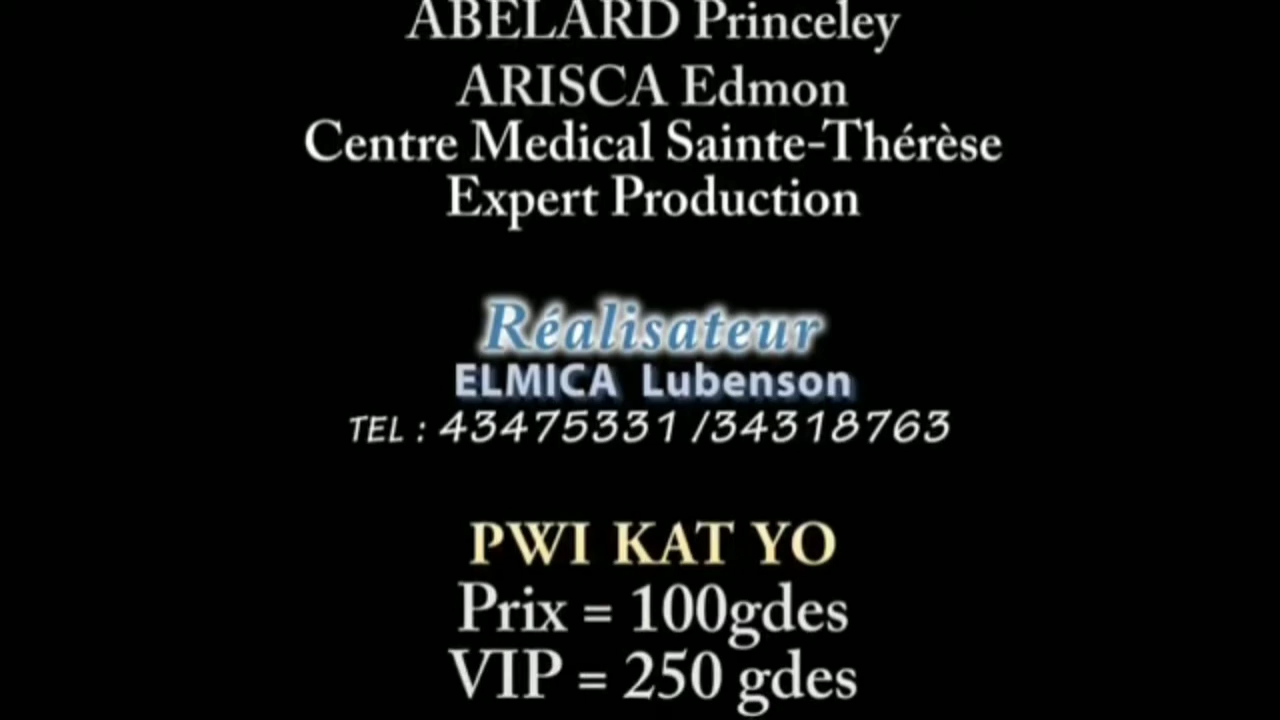 ABELARD Princeley
ARISCA Edmon
Centre Medical Sainte-Thérèse
Expert Production
Réalisateur
ELMICA Lubenson
TEL : 43475331 /34318763
PWI KAT YO
Prix = 100gdes
VIP = 250 gdes